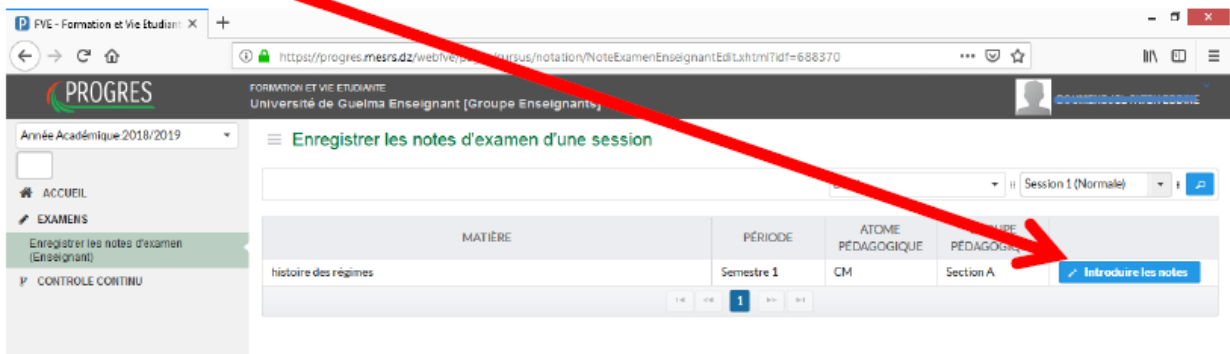 FVE - Formation et Vie Etudiant
https://progres.mesrs.dz/webfve/pages/cursus/notation/NoteExamenEnseignantEdit.xhtml?idf=688370
PROGRES
FORMATION ET VIE ETUDIANTE
Université de Guelma Enseignant [Groupe Enseignants]
Année Académique:2018/2019
Enregistrer les notes d'examen d'une session
Session 1 (Normale)
ACCUEIL
EXAMENS
Enregistrer les notes d'examen
(Enseignant)
CONTROLE CONTINU
MATIÈRE
PÉRIODE
ATOME
PÉDAGOGIQUE
PÉDAGOGIQUE
histoire des régimes
Semestre 1
CM
Section A
Introduire les notes
1